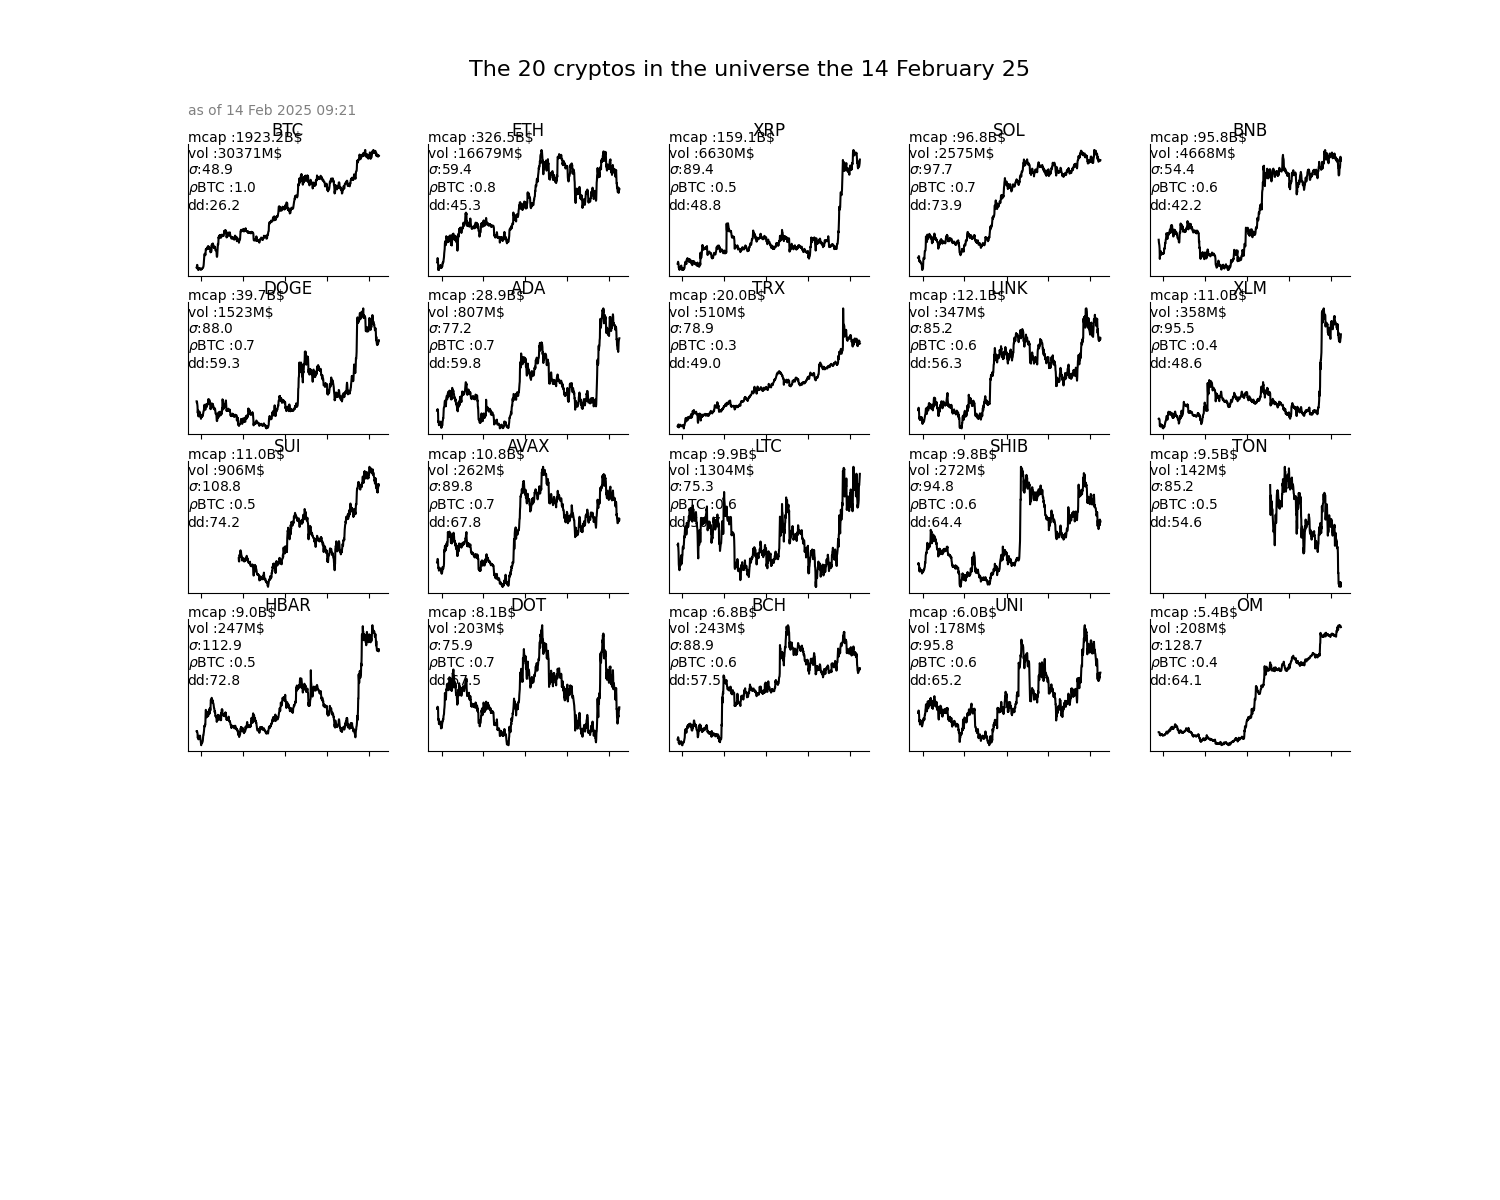 The 20 cryptos in the universe the 14 February 25
as of 14 Feb 2025 09:21
BTC
mcap :1923.2B$
vol :30371M$
σ:48.9
ρBTC :1.0
dd:26.2
ETH
mcap :326.5B$
vol :16679M$
σ:59.4
ρBTC :0.8
dd:45.3
XRP
mcap :159.1B$
vol :6630M$
σ:89.4
ρBTC :0.5
dd:48.8
SOL
mcap :96.8B$
vol :2575M$
σ:97.7
ρBTC :0.7
dd:73.9
BNB
mcap :95.8B$
vol :4668M$
σ:54.4
ρBTC :0.6
dd:42.2
DOGE
mcap :39.7B$
vol :1523M$
σ:88.0
ρBTC :0.7
dd:59.3
ADA
mcap :28.9B$
vol :807M$
σ:77.2
ρBTC :0.7
dd:59.8
TRX
mcap :20.0B$
vol :510M$
σ:78.9
ρBTC :0.3
dd:49.0
LINK
mcap :12.1B$
vol :347M$
σ:85.2
ρBTC :0.6
dd:56.3
XLM
mcap :11.0B$
vol :358M$
σ:95.5
ρBTC :0.4
dd:48.6
SUI
mcap :11.0B$
vol :906M$
σ:108.8
ρBTC :0.5
dd:74.2
AVAX
mcap :10.8B$
vol :262M$
σ:89.8
ρBTC :0.7
dd:67.8
LTC
mcap :9.9B$
vol :1304M$
σ:75.3
ρBTC :0.6
SHIB
mcap :9.8B$
vol :272M$
σ:94.8
ρBTC :0.6
dd:64.4
TON
mcap :9.5B$
vol :142M$
σ:85.2
ρBTC :0.5
dd:54.6
HBAR
mcap :9.0B$
vol :247M$
σ:112.9
ρBTC :0.5
dd:72.8
DOT
mcap :8.1B$
vol :203M$
σ:75.9
ρBTC :0.7
dd:67.5
BCH
mcap :6.8B$
vol :243M$
σ:88.9
ρBTC :0.6
dd:57.5
UNI
mcap :6.0B$
vol :178M$
σ:95.8
ρBTC :0.6
dd:65.2
OM
mcap :5.4B$
vol :208M$
σ:128.7
ρBTC :0.4
dd:64.1